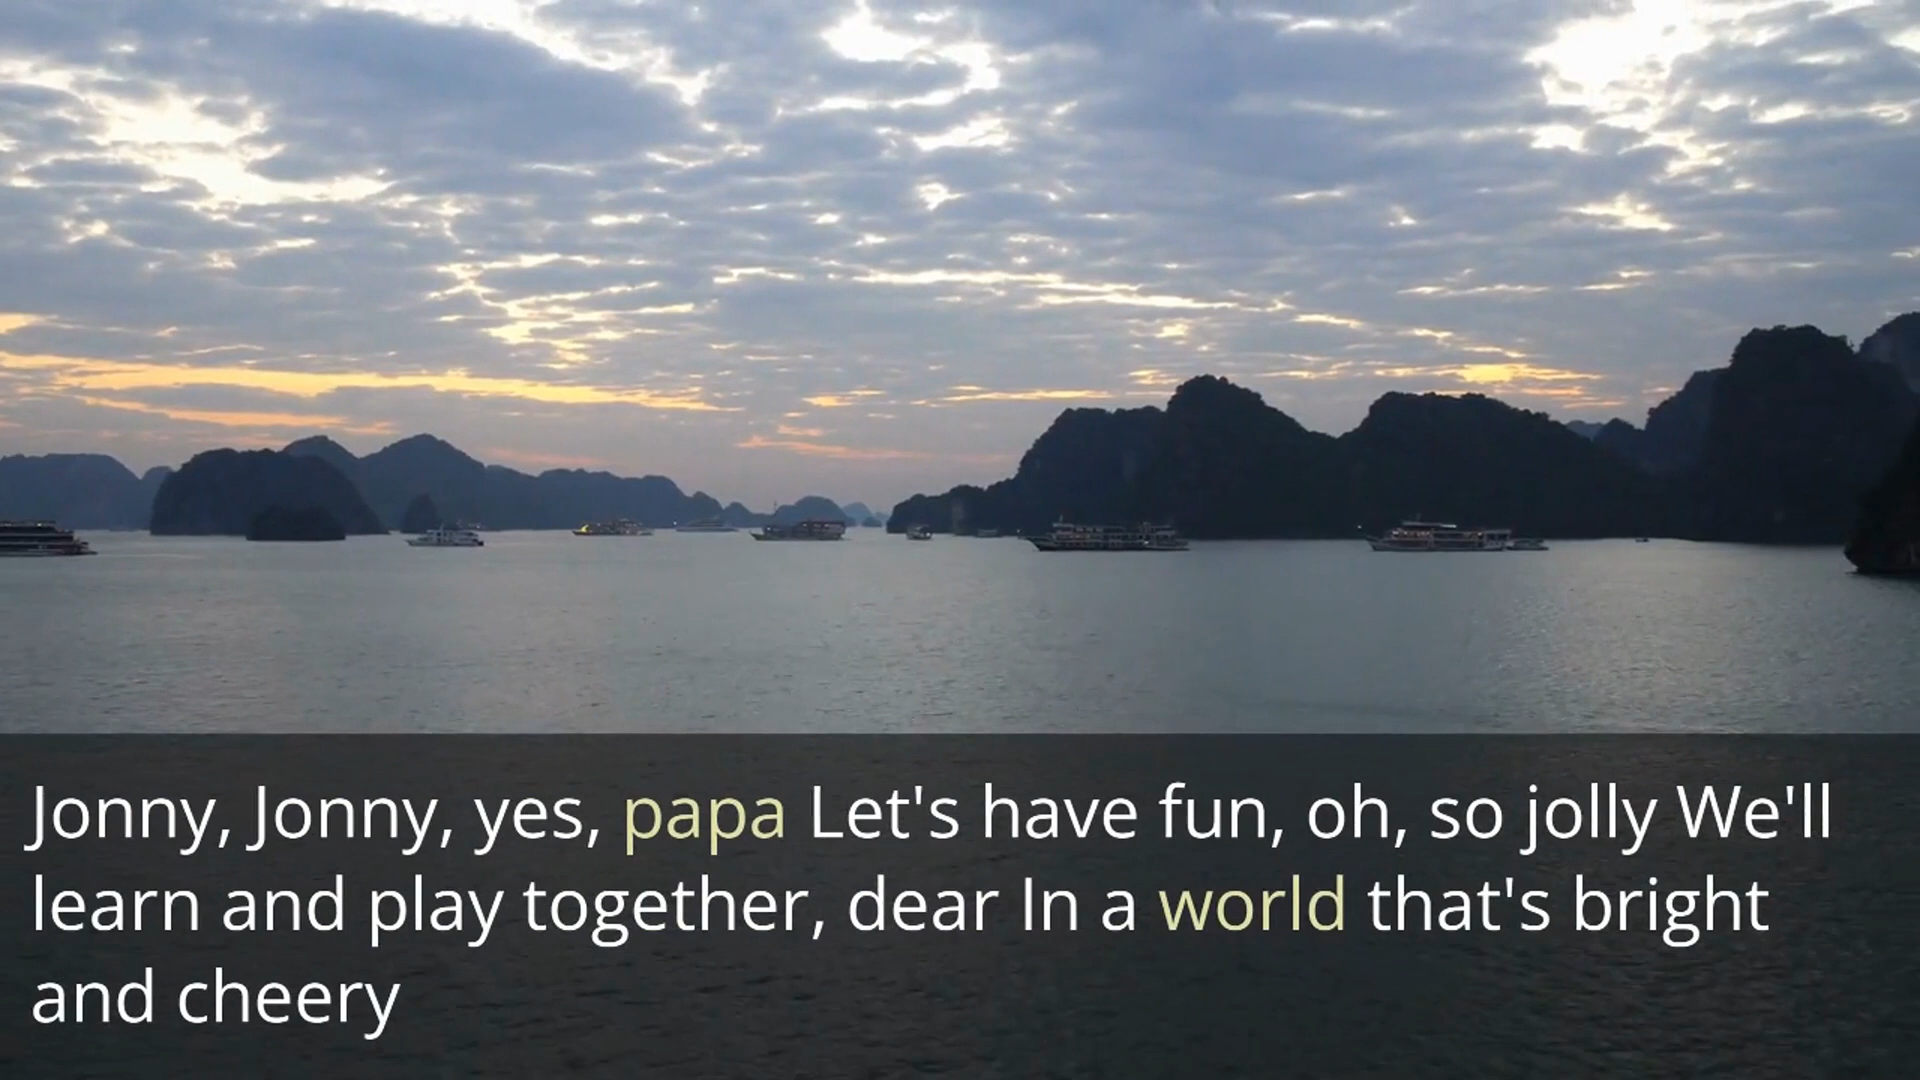 Jonny, Jonny, yes, papa Let's have fun, oh, so jolly We'll
learn and play together, dear In a world that's bright
and cheery